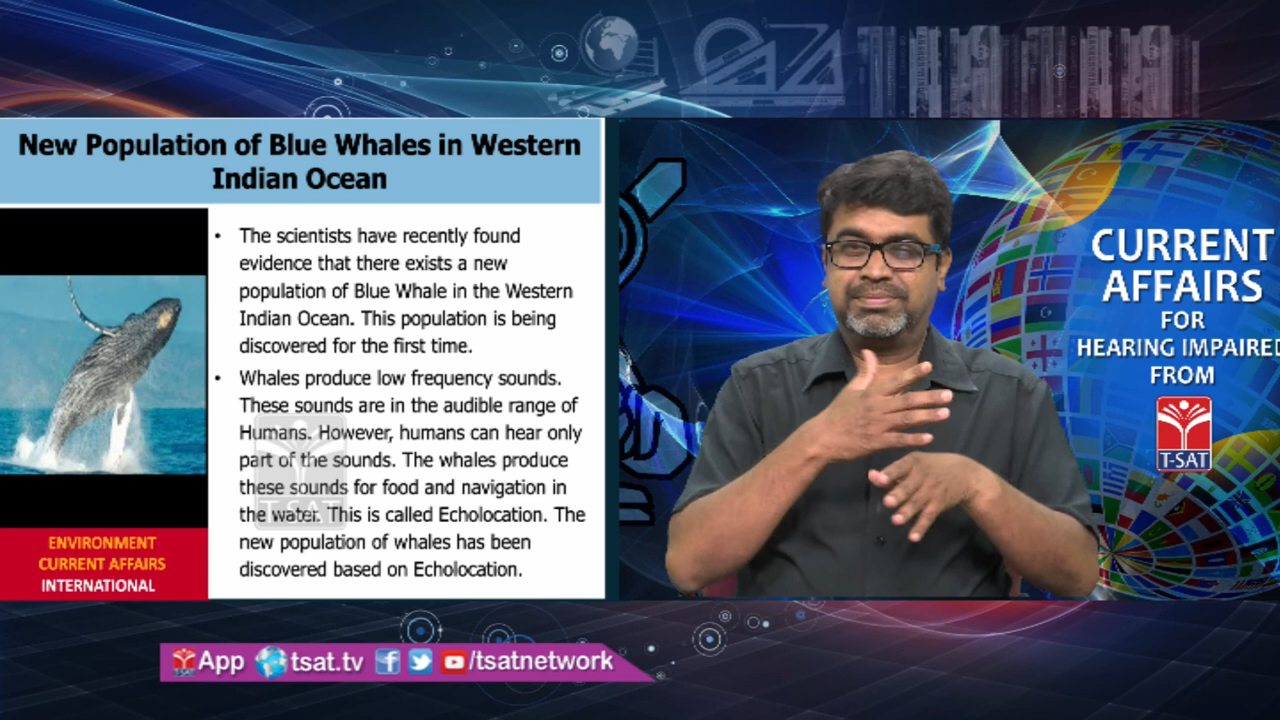 New Population of Blue Whales in Western
Indian Ocean
• The scientists have recently found
evidence that there exists a new
population of Blue Whale in the Western
Indian Ocean. This population is being
discovered for the first time.
• Whales produce low frequency sounds.
These sounds are in the audible range of
Humans. However, humans can hear only
part of the sounds. The whales produce
these sounds for food and navigation in
the water. This is called Echolocation. The
new population of whales has been
discovered based on Echolocation.
T-SAT
ENVIRONMENT
CURRENT AFFAIRS
INTERNATIONAL
CURRENT
AFFAIRS
FOR
HEARING IMPAIRED
FROM
T-SAT
App tsat.tv /tsatnetwork